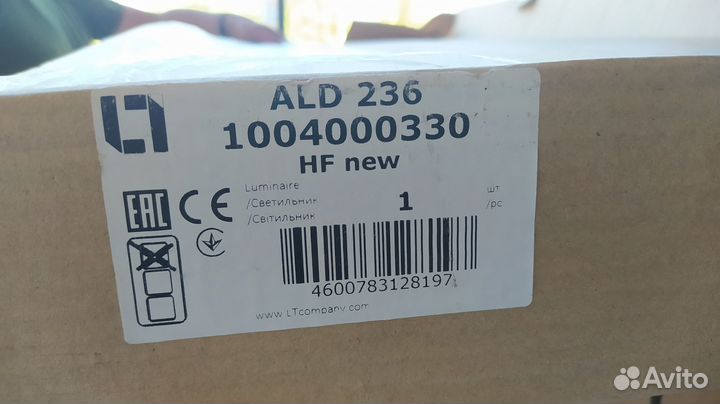 ALD 236
1004000330
HF new
Luminaire
/Светильник
/Світильник
1
шт
/pc
EAC CE
4600783128197
www.LTcompany.com
Avito